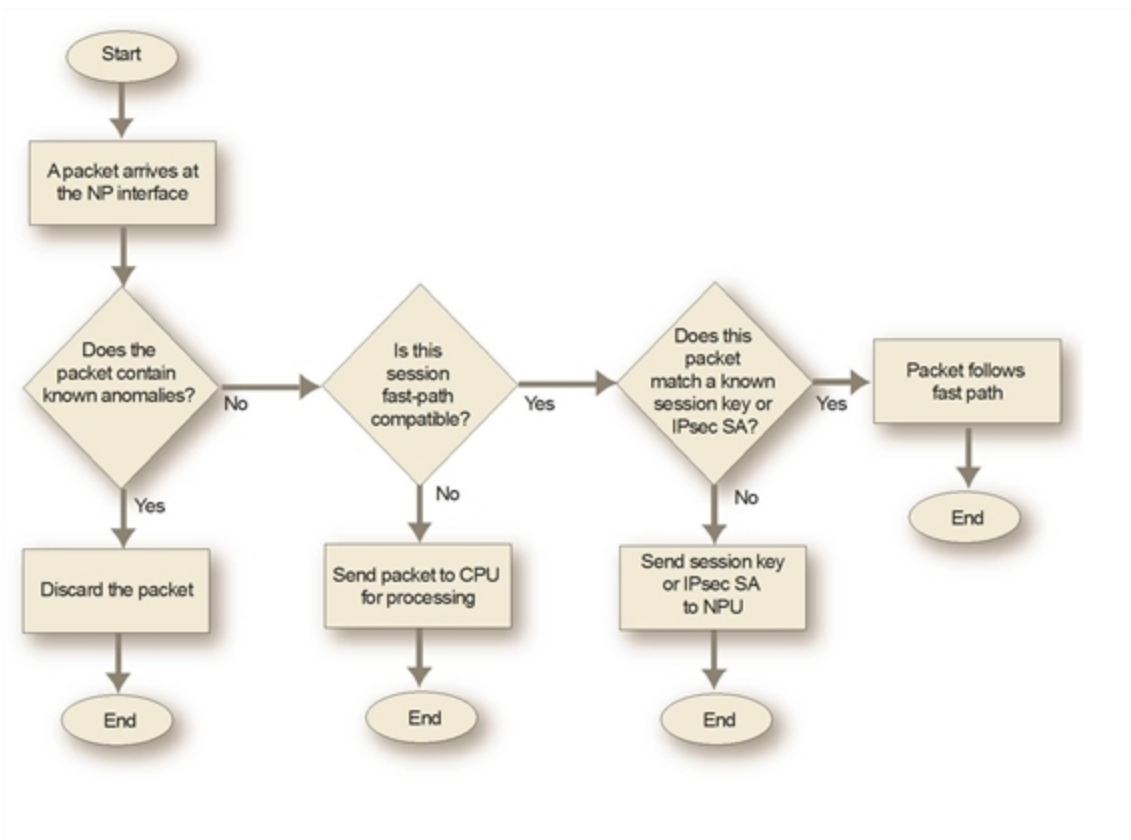 Start
A packet arrives at
the NP interface
Does the
packet contain
known anomalies?
No
Yes
Discard the packet
End
Is this
session
fast-path
compatible?
Yes
No
Send packet to CPU
for processing
End
Does this
packet
match a known
session key or
IPsec SA?
Yes
No
Send session key
or IPsec SA
to NPU
End
Packet follows
fast path
End